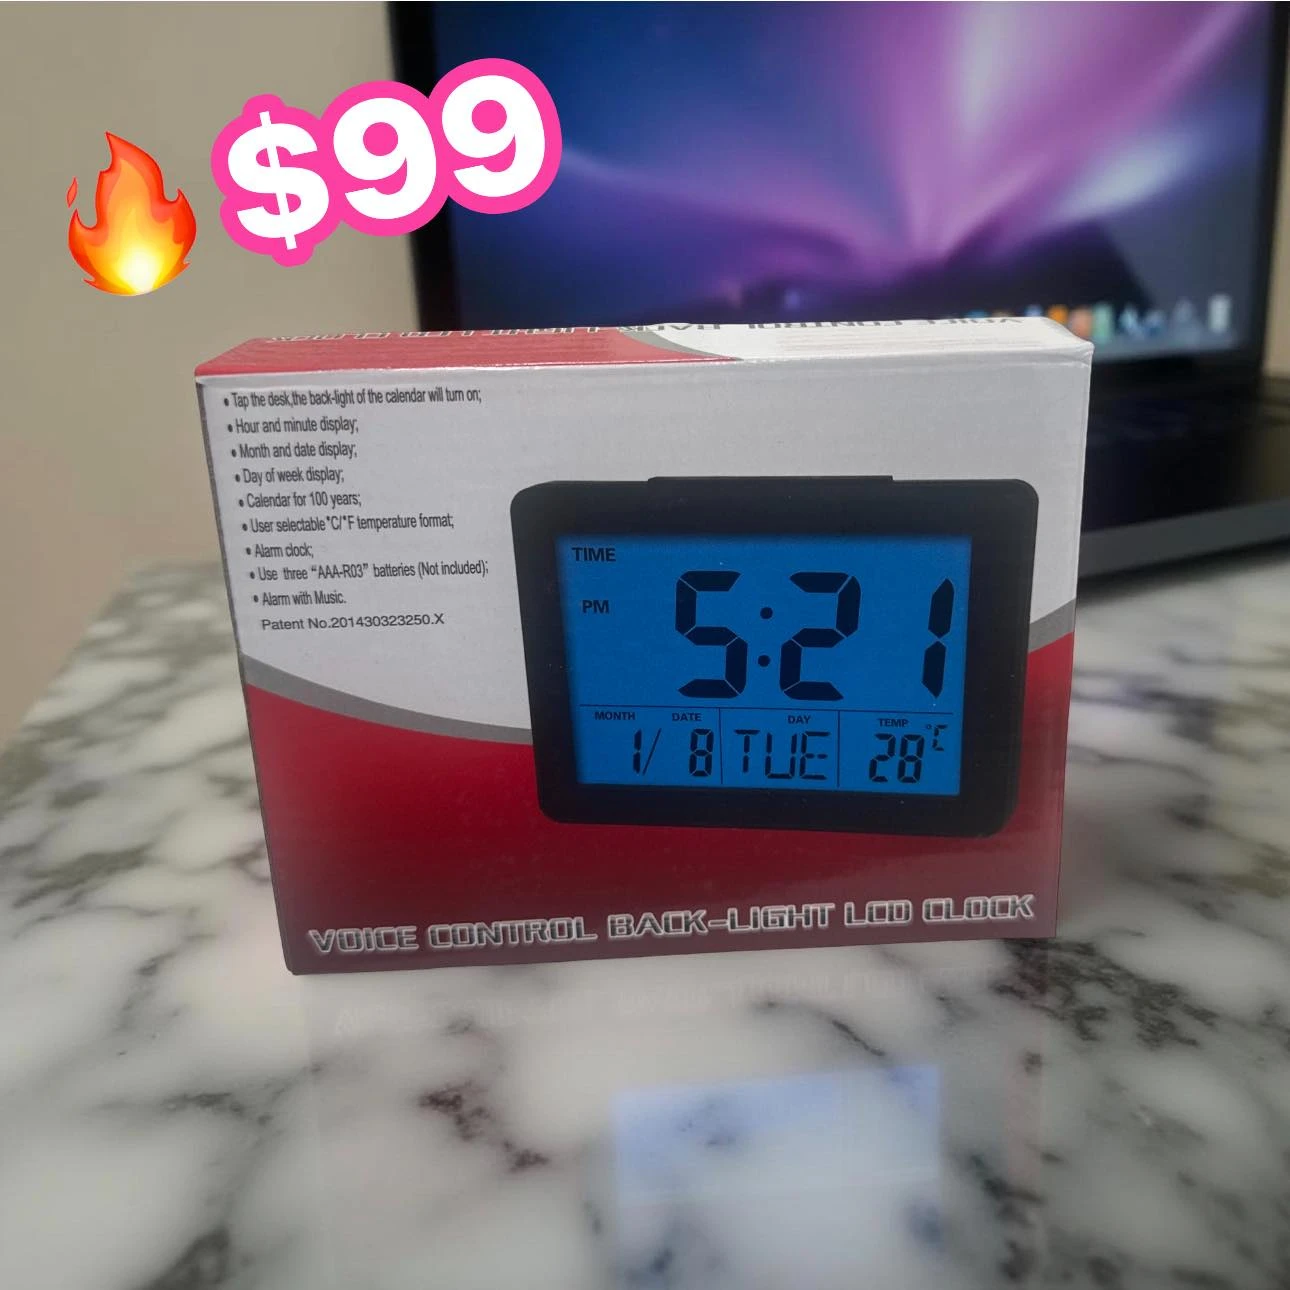 $99
VOICE CONTROL BACK
• Tap the desk,the back-light of the calendar will turn on;
• Hour and minute display;
• Month and date display;
• Day of week display;
• Calendar for 100 years;
• User selectable°C/°F temperature format;
• Alarm clock;
• Use three “AAA-R03” batteries (Not included);
• Alarm with Music.
Patent No.201430323250.X
TIME
PM 5:21
MONTH DATE DAY TEMP
1/ 8 TUE 28°C
VOICE CONTROL BACK-LIGHT LCD CLOCK